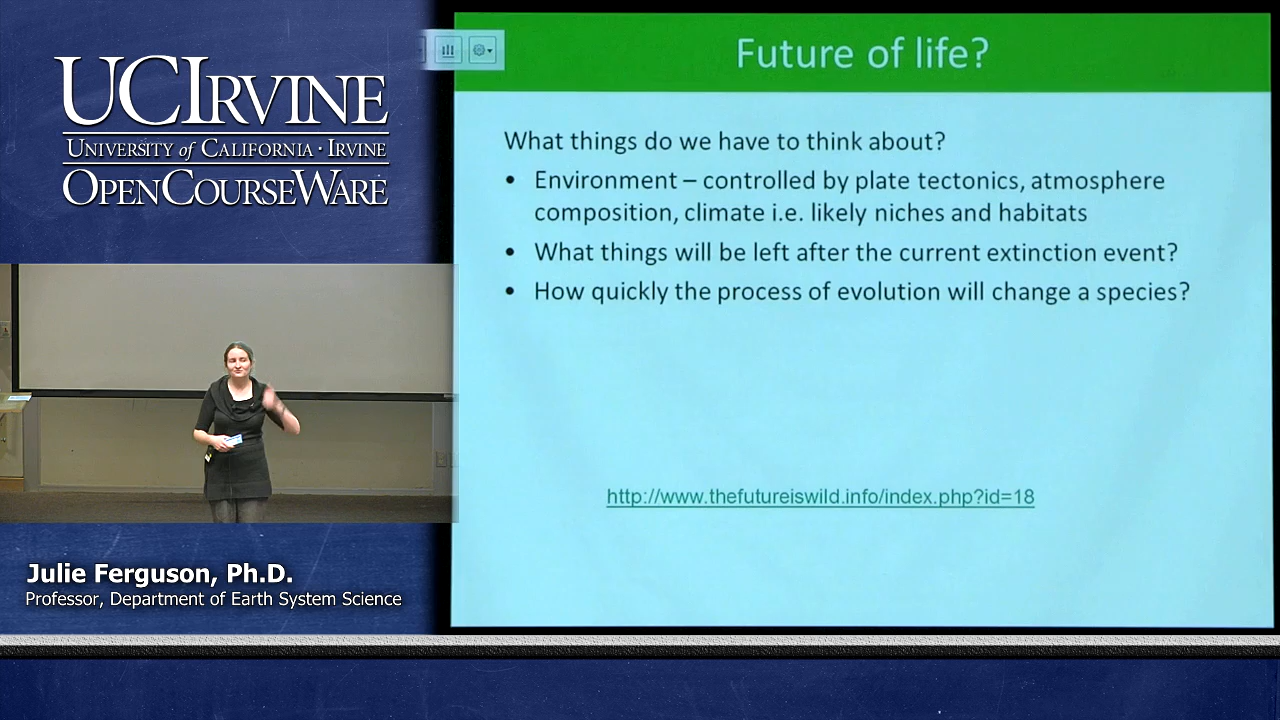 UCIRVINE
UNIVERSITY of CALIFORNIA · IRVINE
OPENCOURSEWARE
Julie Ferguson, Ph.D.
Professor, Department of Earth System Science
Future of life?
What things do we have to think about?
• Environment – controlled by plate tectonics, atmosphere
composition, climate i.e. likely niches and habitats
• What things will be left after the current extinction event?
• How quickly the process of evolution will change a species?
http://www.thefutureiswild.info/index.php?id=18